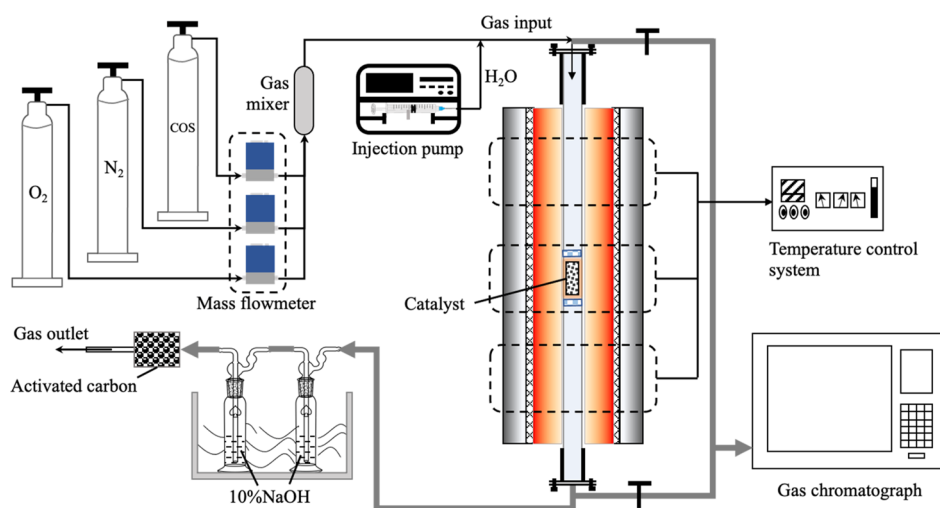 Gas input
Gas
mixer
H₂O
COS
N₂
O₂
Injection pump
Mass flowmeter
Catalyst
Temperature control
system
Gas outlet
Activated carbon
10%NaOH
Gas chromatograph